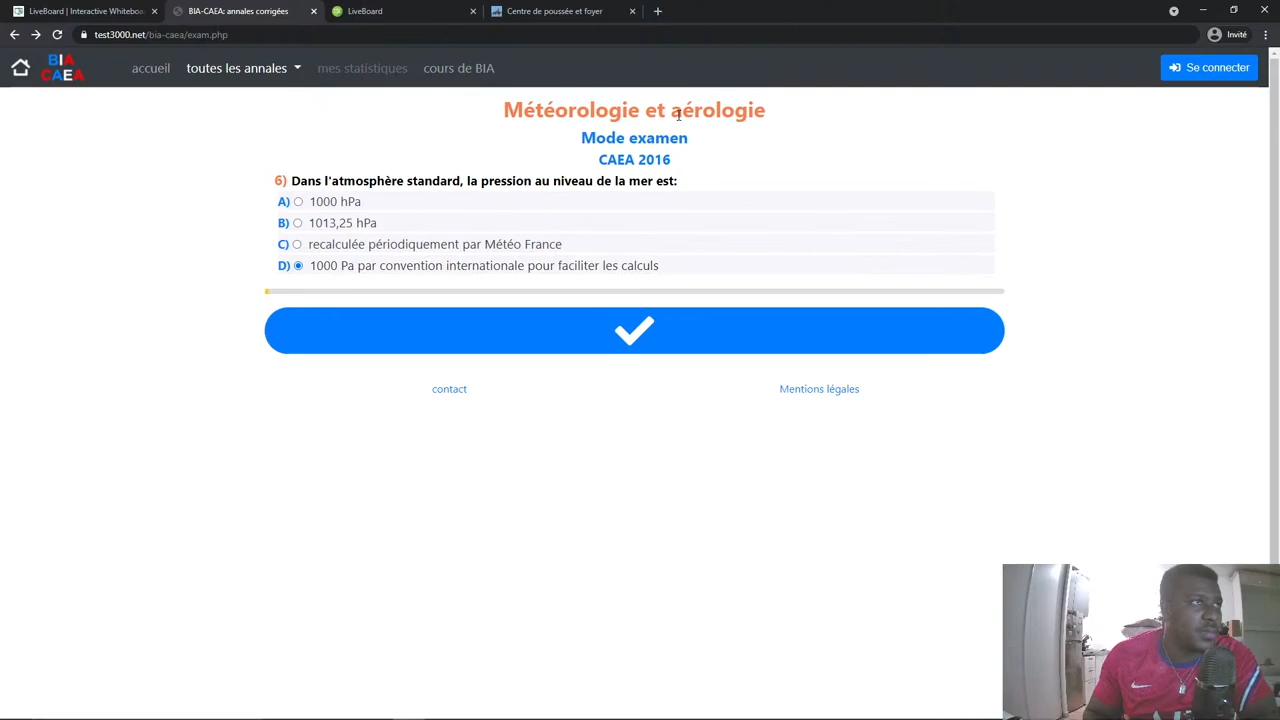 LiveBoard | Interactive Whiteboa
BIA-CAEA: annales corrigées
LiveBoard
Centre de poussée et foyer
test3000.net/bia-caea/exam.php
Invité
BIA
CAEA
accueil
toutes les annales
mes statistiques
cours de BIA
Se connecter
Météorologie et aérologie
Mode examen
CAEA 2016
6) Dans l'atmosphère standard, la pression au niveau de la mer est:
A) 1000 hPa
B) 1013,25 hPa
C) recalculée périodiquement par Météo France
D) 1000 Pa par convention internationale pour faciliter les calculs
contact
Mentions légales